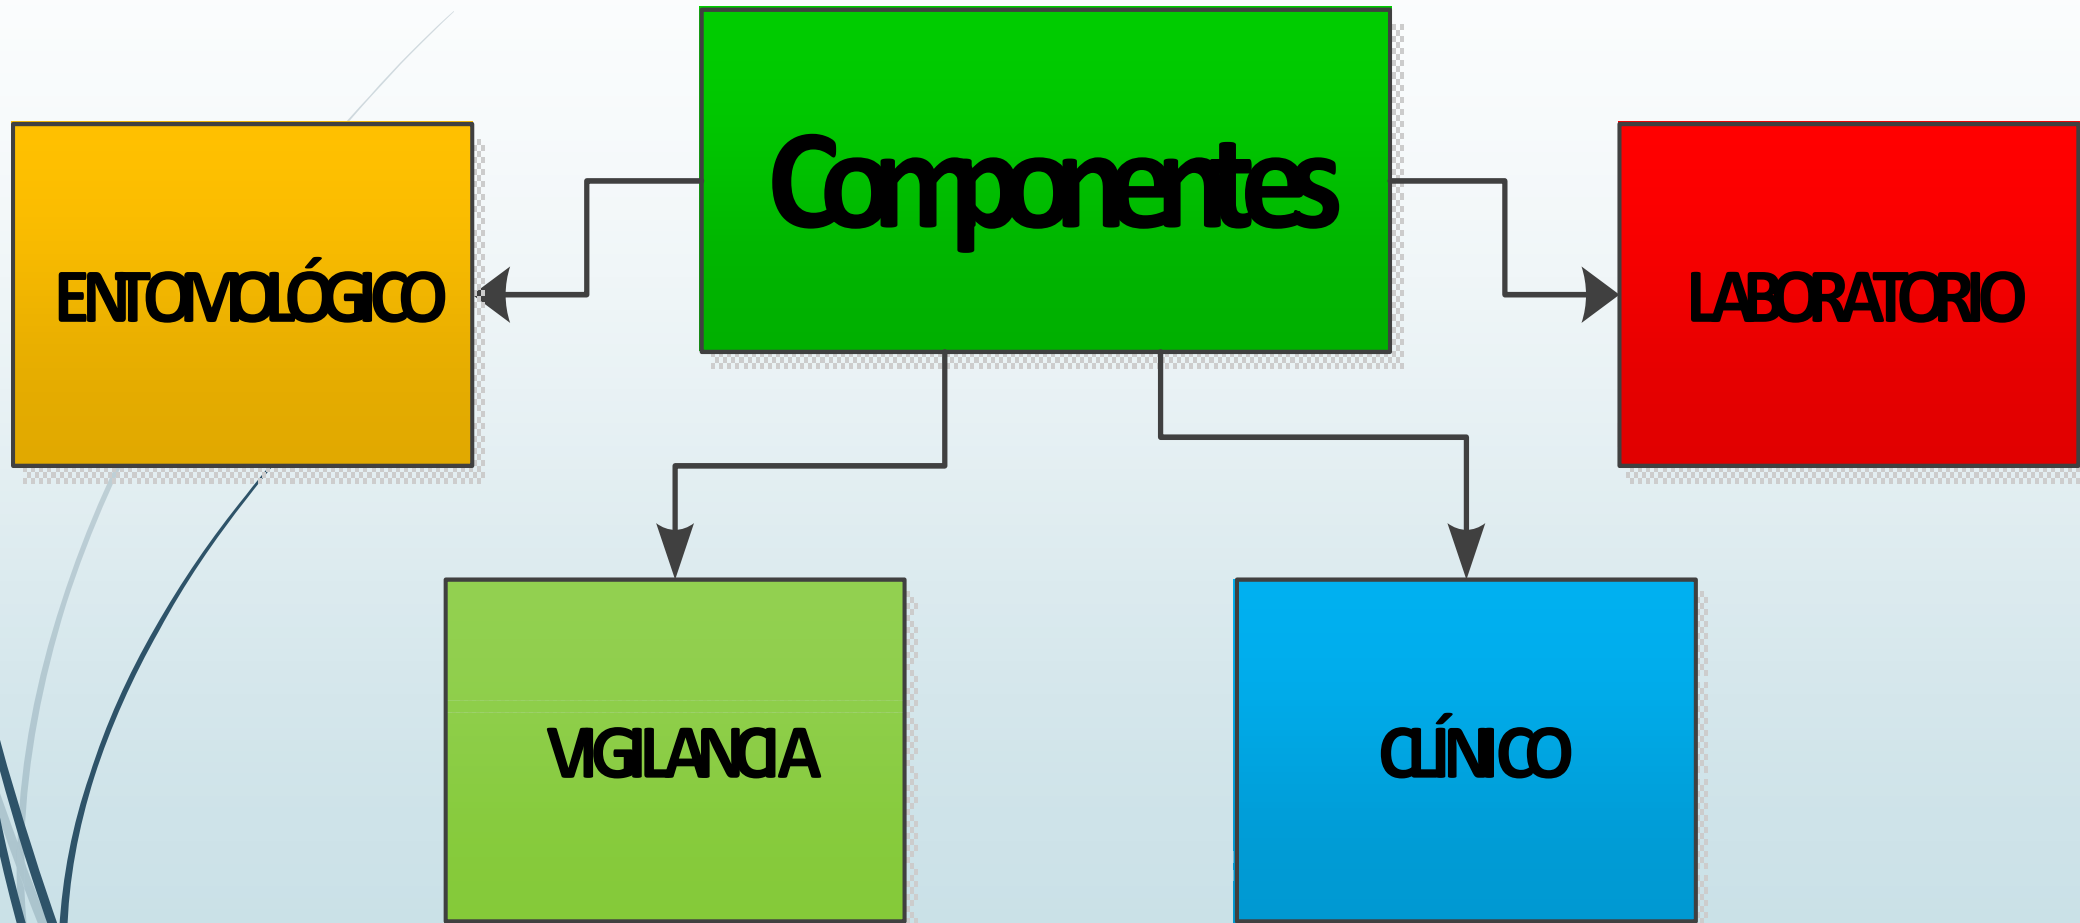 Componentes
ENTOMOLÓGICO
LABORATORIO
VIGILANCIA
CLÍNICO